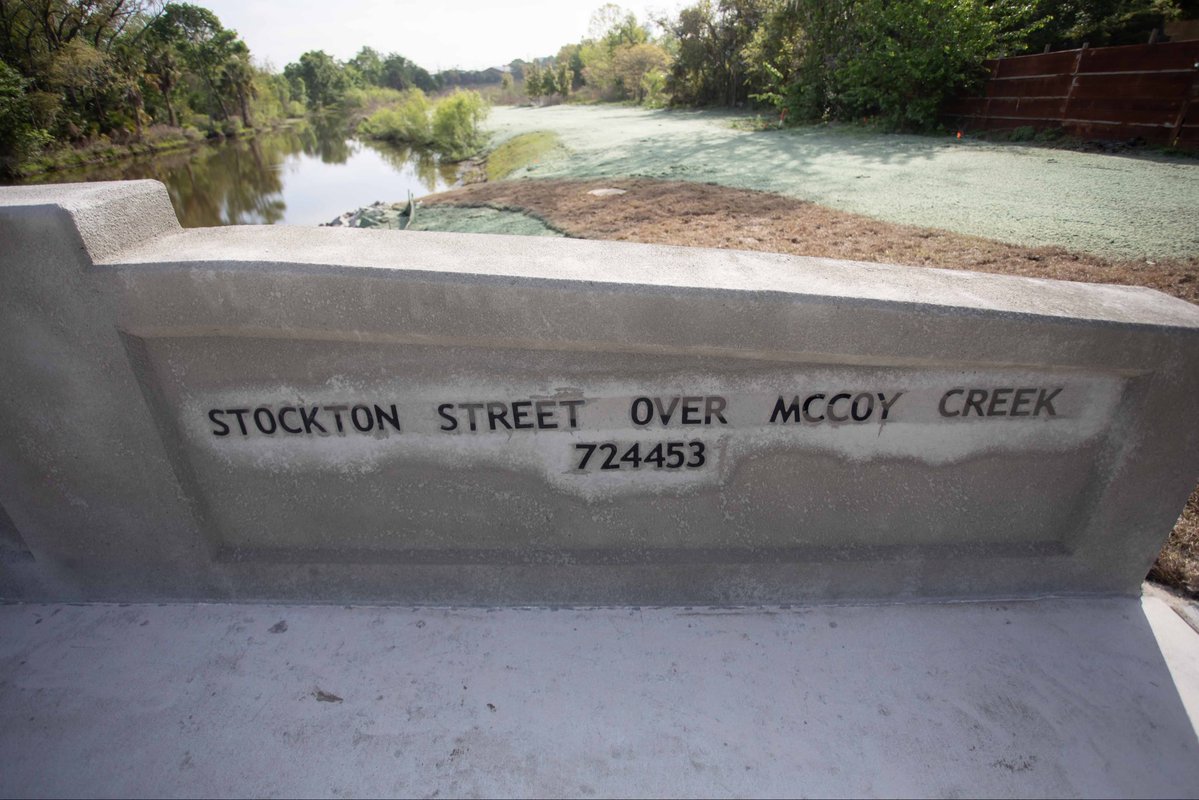 STOCKTON STREET OVER MCCOY CREEK
724453